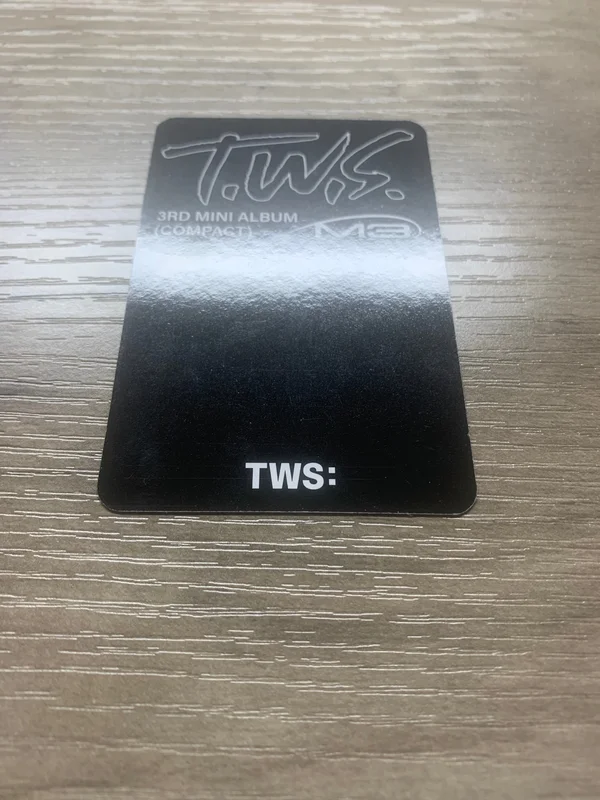 T.W.S.
3RD MINI ALBUM
(COMPACT)
M3
TWS: